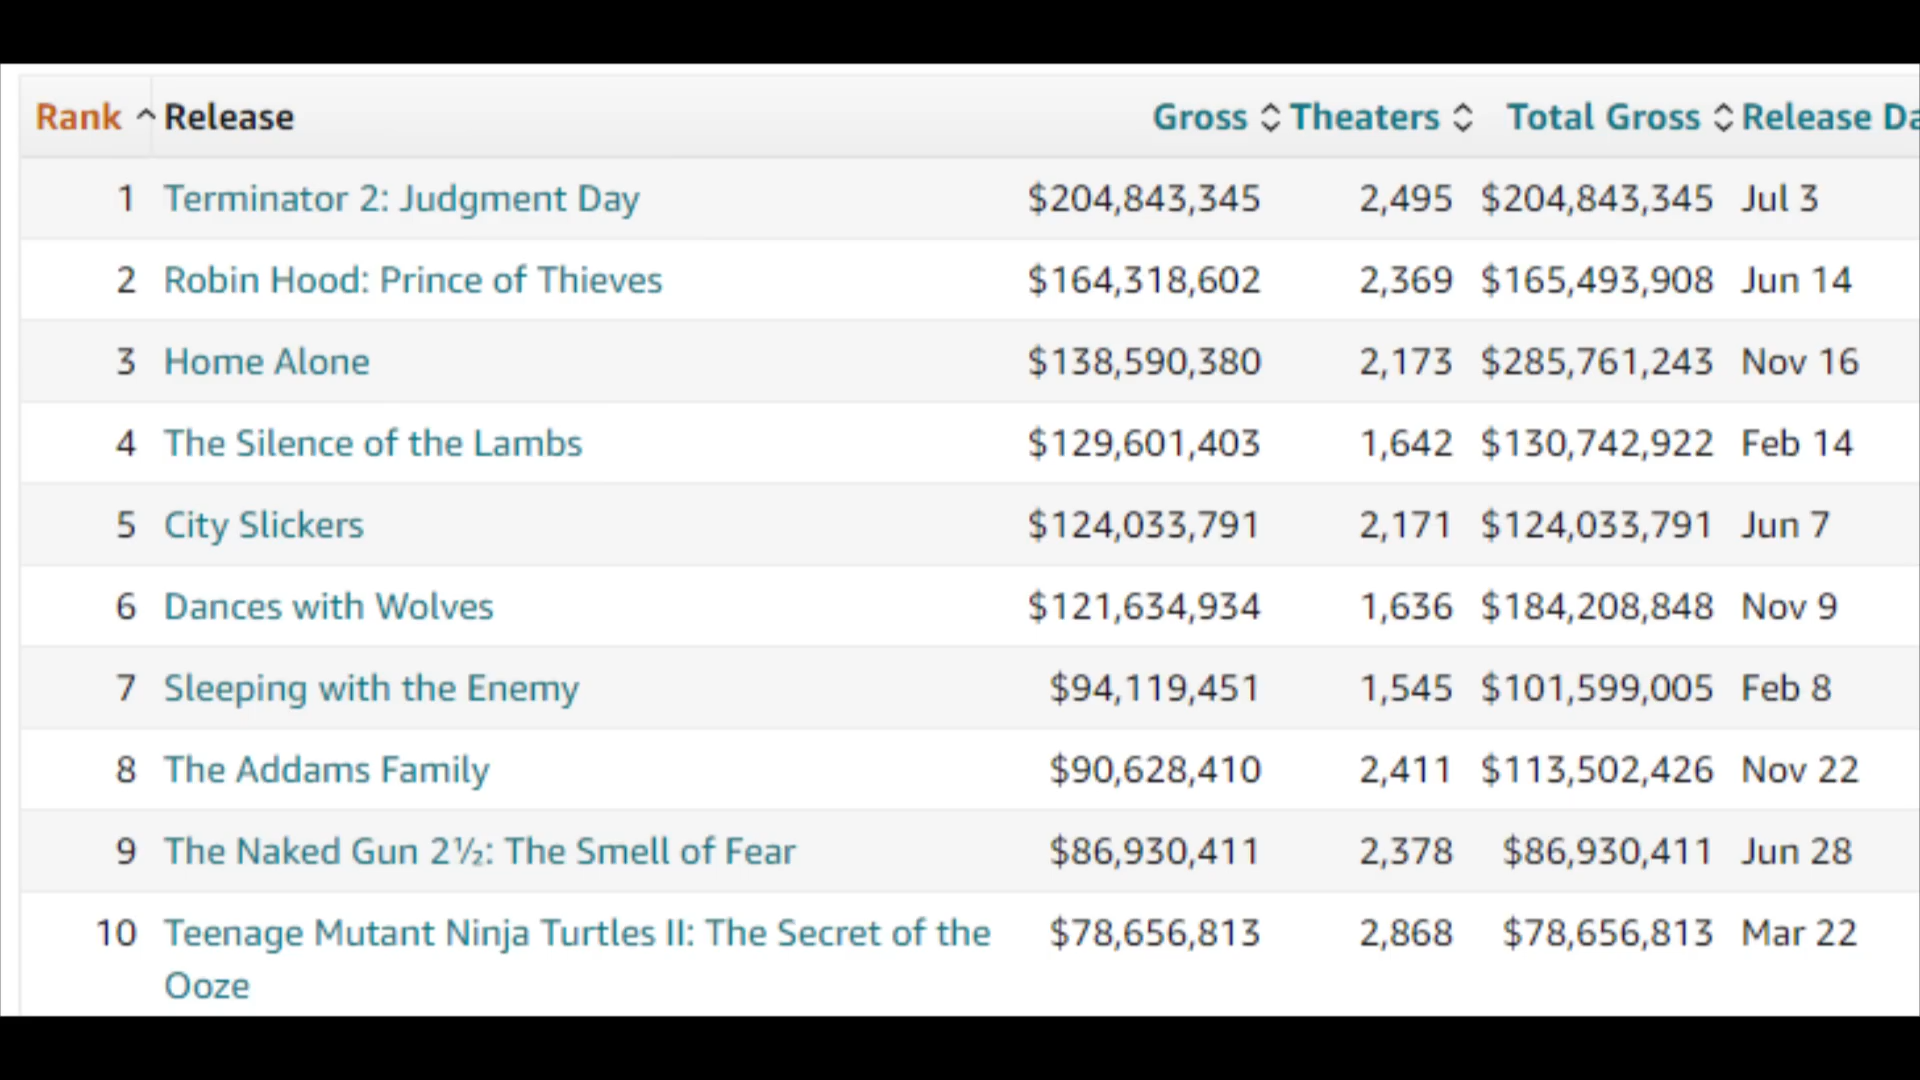 Rank Release Gross Theaters Total Gross Release Da
1 Terminator 2: Judgment Day $204,843,345 2,495 $204,843,345 Jul 3
2 Robin Hood: Prince of Thieves $164,318,602 2,369 $165,493,908 Jun 14
3 Home Alone $138,590,380 2,173 $285,761,243 Nov 16
4 The Silence of the Lambs $129,601,403 1,642 $130,742,922 Feb 14
5 City Slickers $124,033,791 2,171 $124,033,791 Jun 7
6 Dances with Wolves $121,634,934 1,636 $184,208,848 Nov 9
7 Sleeping with the Enemy $94,119,451 1,545 $101,599,005 Feb 8
8 The Addams Family $90,628,410 2,411 $113,502,426 Nov 22
9 The Naked Gun 2½: The Smell of Fear $86,930,411 2,378 $86,930,411 Jun 28
10 Teenage Mutant Ninja Turtles II: The Secret of the $78,656,813 2,868 $78,656,813 Mar 22
Ooze